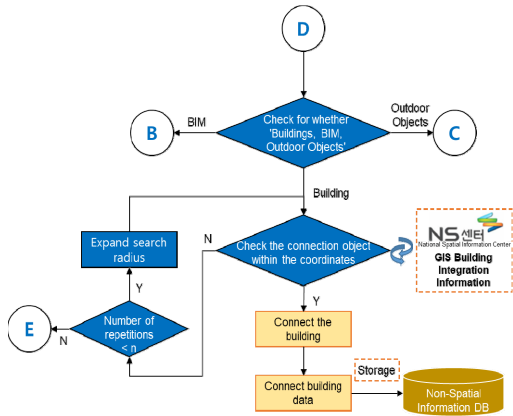 D
Check for whether
'Buildings, BIM,
Outdoor Objects'
BIM
B
Outdoor
Objects
C
Building
Expand search
radius
N
Check the connection object
within the coordinates
NS센터
National Spatial Information Center
GIS Building
Integration
Information
Y
Number of
repetitions
< n
N
E
Y
Connect the
building
Connect building
data
Storage
Non-Spatial
Information DB